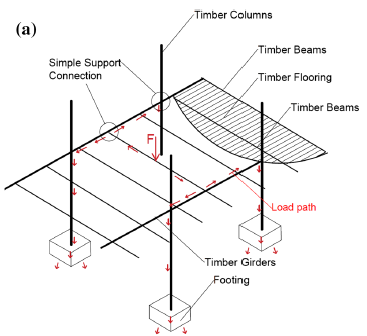 (a)
Timber Columns
Simple Support
Connection
Timber Beams
Timber Flooring
Timber Beams
F
Load path
Timber Girders
Footing